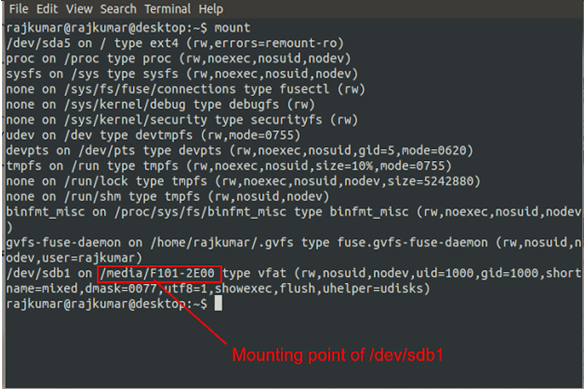 File Edit View Search Terminal Help
rajkumar@rajkumar@desktop:~$ mount
/dev/sda5 on / type ext4 (rw,errors=remount-ro)
proc on /proc type proc (rw,noexec,nosuid,nodev)
sysfs on /sys type sysfs (rw,noexec,nosuid,nodev)
none on /sys/fs/fuse/connections type fusectl (rw)
none on /sys/kernel/debug type debugfs (rw)
none on /sys/kernel/security type securityfs (rw)
udev on /dev type devtmpfs (rw,mode=0755)
devpts on /dev/pts type devpts (rw,noexec,nosuid,gid=5,mode=0620)
tmpfs on /run type tmpfs (rw,noexec,nosuid,size=10%,mode=0755)
none on /run/lock type tmpfs (rw,noexec,nosuid,nodev,size=5242880)
none on /run/shm type tmpfs (rw,nosuid,nodev)
binfmt_misc on /proc/sys/fs/binfmt_misc type binfmt_misc (rw,noexec,nosuid,nodev
)
gvfs-fuse-daemon on /home/rajkumar/.gvfs type fuse.gvfs-fuse-daemon (rw,nosuid,n
odev,user=rajkumar)
/dev/sdb1 on /media/F101-2E00 type vfat (rw,nosuid,nodev,uid=1000,gid=1000,short
name=mixed,dmask=0077,utf8=1,showexec,flush,uhelper=udisks)
rajkumar@rajkumar@desktop:~$
Mounting point of /dev/sdb1